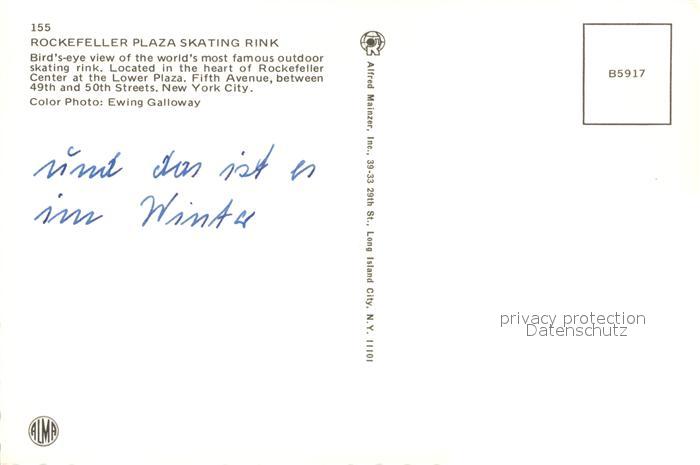 155
ROCKEFELLER PLAZA SKATING RINK
Bird's-eye view of the world's most famous outdoor
skating rink. Located in the heart of Rockefeller
Center at the Lower Plaza. Fifth Avenue, between
49th and 50th Streets. New York City.
Color Photo: Ewing Galloway
und das ist es
im Winter
Alfred Mainzer, Inc., 39-33 29th St., Long Island City, N.Y. 11101
B5917
privacy protection
Datenschutz
ALMA